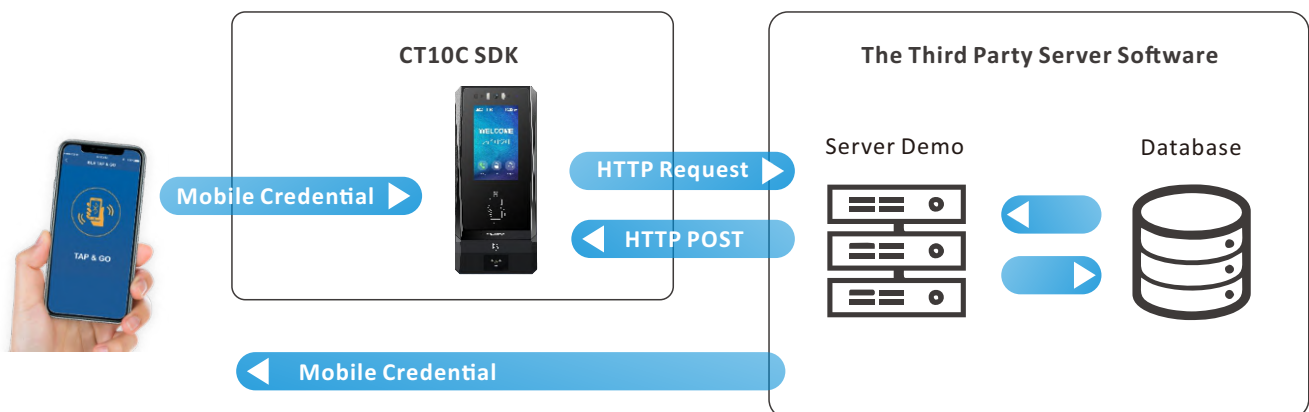 CT10C SDK
The Third Party Server Software
WELCOME
Server Demo
Database
HTTP Request
Mobile Credential
HTTP POST
TAP & GO
Mobile Credential